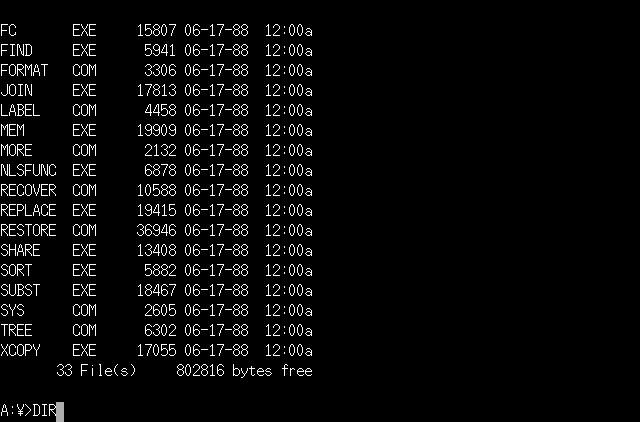 FC       EXE     15807 06-17-88  12:00a
FIND     EXE      5941 06-17-88  12:00a
FORMAT   COM      3306 06-17-88  12:00a
JOIN     EXE     17813 06-17-88  12:00a
LABEL    COM      4458 06-17-88  12:00a
MEM      EXE     19909 06-17-88  12:00a
MORE     COM      2132 06-17-88  12:00a
NLSFUNC  EXE      6878 06-17-88  12:00a
RECOVER  COM     10588 06-17-88  12:00a
REPLACE  EXE     19415 06-17-88  12:00a
RESTORE  COM     36946 06-17-88  12:00a
SHARE    EXE     13408 06-17-88  12:00a
SORT     EXE      5882 06-17-88  12:00a
SUBST    EXE     18467 06-17-88  12:00a
SYS      COM      2605 06-17-88  12:00a
TREE     COM      6302 06-17-88  12:00a
XCOPY    EXE     17055 06-17-88  12:00a
       33 File(s)     802816 bytes free
A:¥>DIR